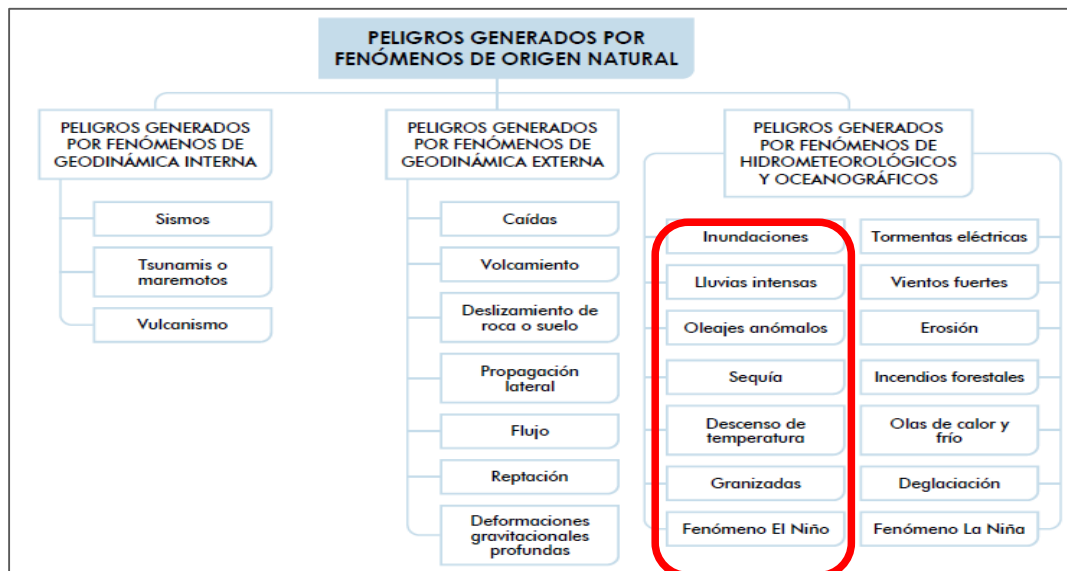 PELIGROS GENERADOS POR
FENÓMENOS DE ORIGEN NATURAL
PELIGROS GENERADOS
POR FENÓMENOS DE
GEODINÁMICA INTERNA
Sismos
Tsunamis o
maremotos
Vulcanismo
PELIGROS GENERADOS
POR FENÓMENOS DE
GEODINÁMICA EXTERNA
Caídas
Volcamiento
Deslizamiento de
roca o suelo
Propagación
lateral
Flujo
Reptación
Deformaciones
gravitacionales
profundas
PELIGROS GENERADOS
POR FENÓMENOS DE
HIDROMETEOROLÓGICOS
Y OCEANOGRÁFICOS
Inundaciones
Lluvias intensas
Oleajes anómalos
Sequía
Descenso de
temperatura
Granizadas
Fenómeno El Niño
Tormentas eléctricas
Vientos fuertes
Erosión
Incendios forestales
Olas de calor y
frío
Deglaciación
Fenómeno La Niña